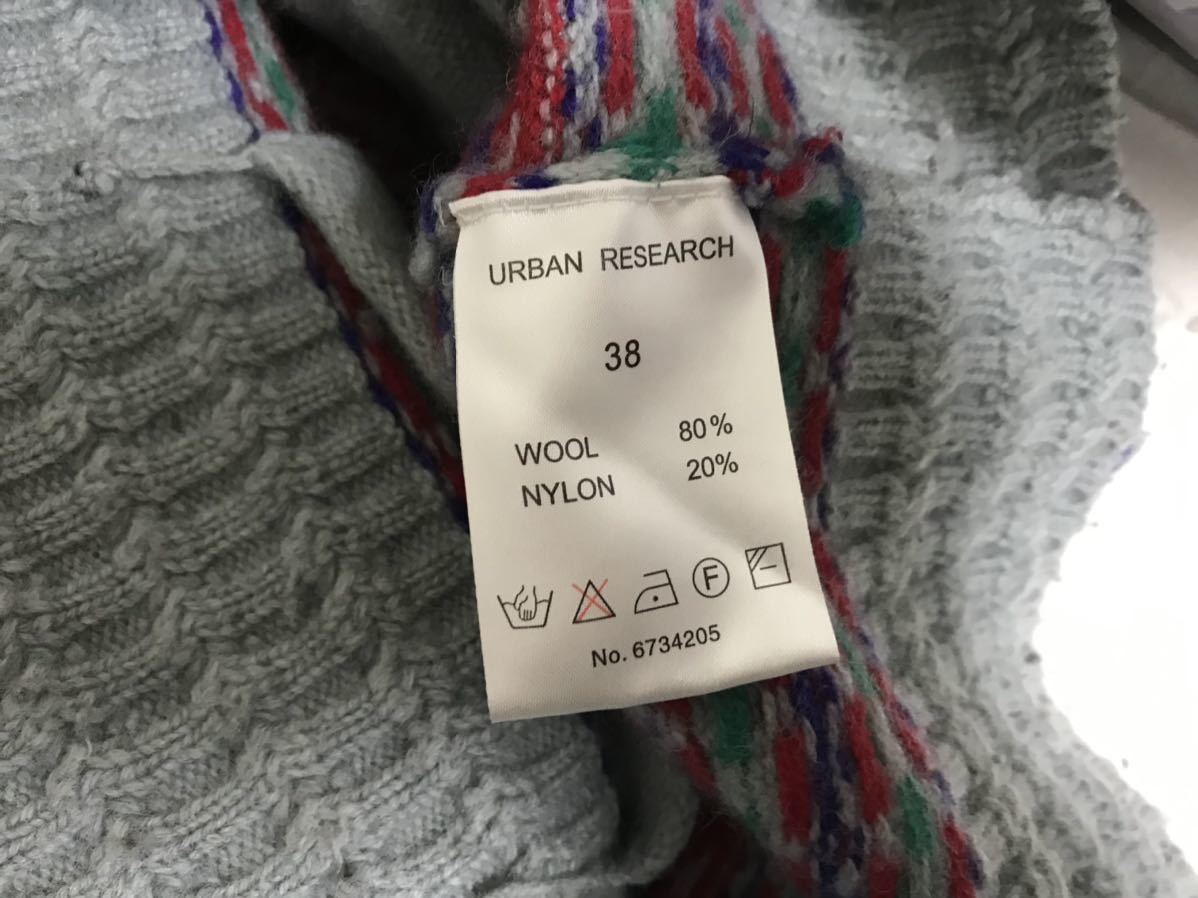 URBAN RESEARCH
38
WOOL 80%
NYLON 20%
F
No. 6734205